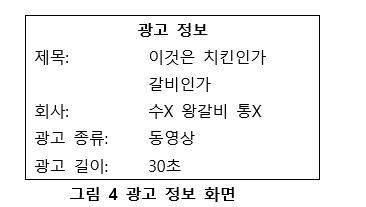 광고 정보
제목: 이것은 치킨인가
갈비인가
회사: 수X 왕갈비 통X
광고 종류: 동영상
광고 길이: 30초
그림 4 광고 정보 화면